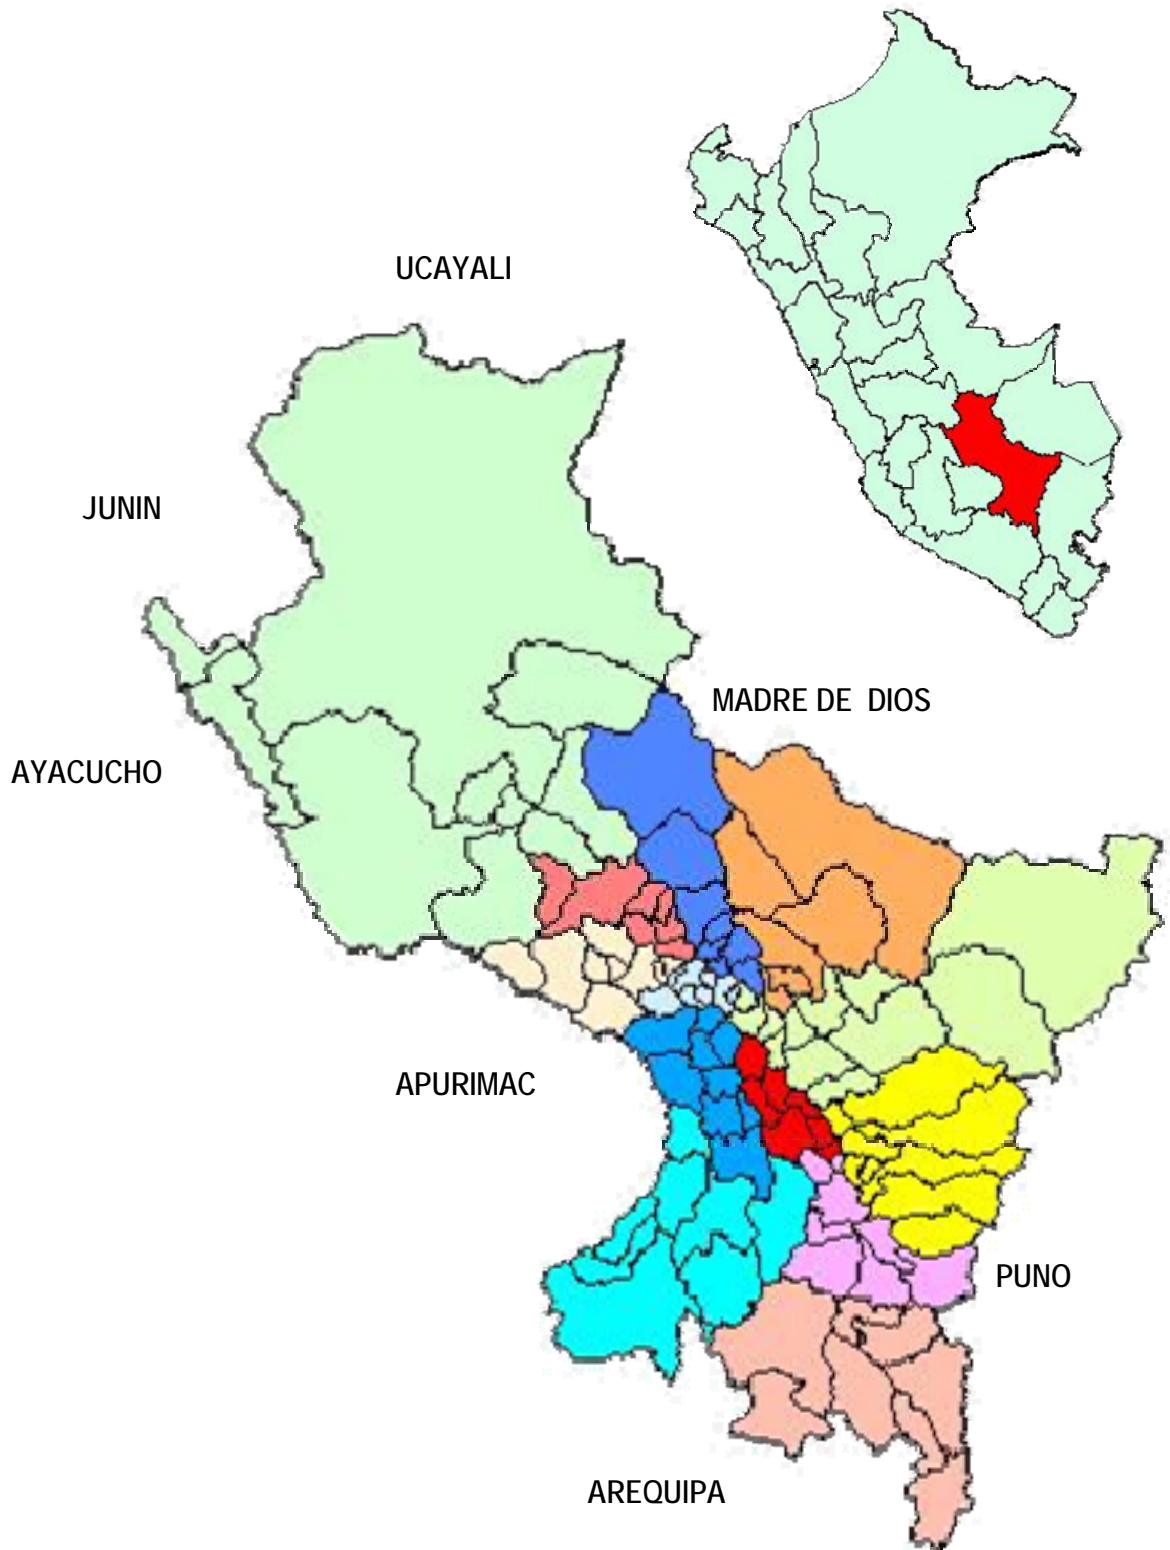 UCAYALI
JUNIN
MADRE DE DIOS
AYACUCHO
APURIMAC
PUNO
AREQUIPA